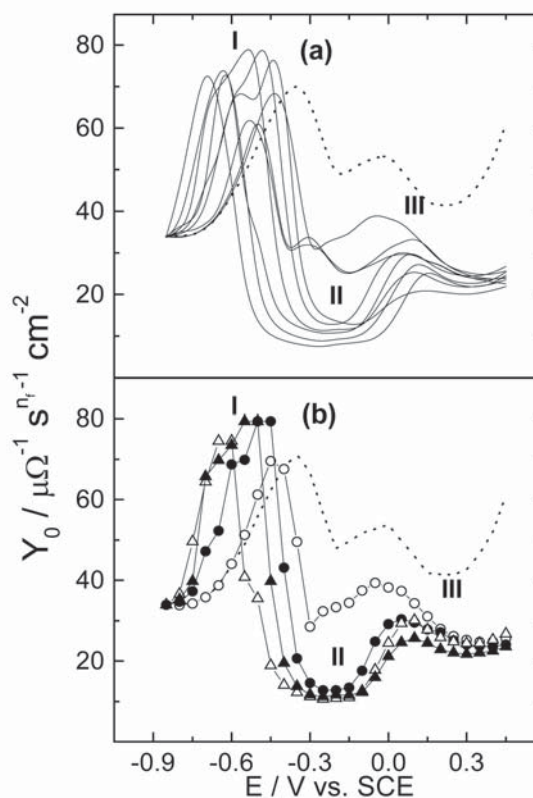 I
(a)
III
II
80
60
40
20
I
(b)
III
II
80
60
40
20
Y₀ / μΩ⁻¹ s^{n_f -1} cm⁻²
-0.9 -0.6 -0.3 0.0 0.3
E / V vs. SCE